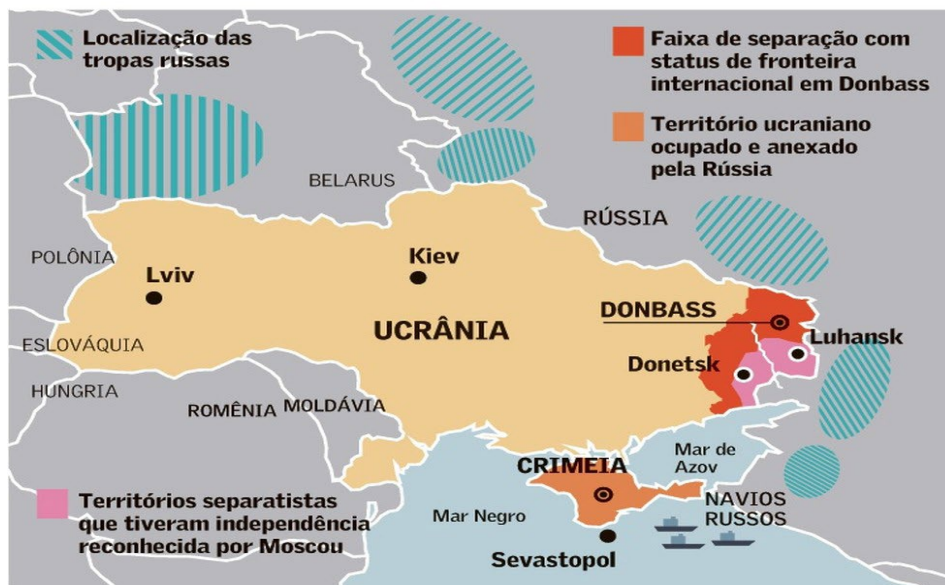 Localização das
tropas russas
Faixa de separação com
status de fronteira
internacional em Donbass
Território ucraniano
ocupado e anexado
pela Rússia
BELARUS
RÚSSIA
POLÔNIA
Lviv
Kiev
DONBASS
UCRÂNIA
Luhansk
ESLOVÁQUIA
Donetsk
HUNGRIA
ROMÊNIA
MOLDÁVIA
Mar de
Azov
CRIMEIA
Territórios separatistas
que tiveram independência
reconhecida por Moscou
Mar Negro
NAVIOS
RUSSOS
Sevastopol